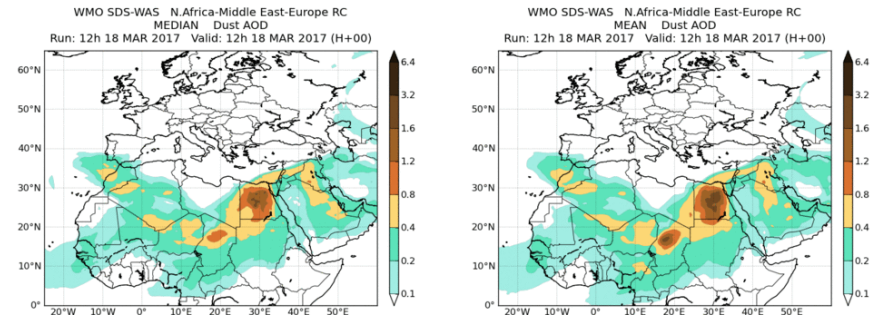 WMO SDS-WAS N.Africa-Middle East-Europe RC
MEDIAN Dust AOD
Run: 12h 18 MAR 2017 Valid: 12h 18 MAR 2017 (H+00)
60°N
50°N
40°N
30°N
20°N
10°N
0°
20°W
10°W
0°
10°E
20°E
30°E
40°E
50°E
6.4
3.2
1.6
1.2
0.8
0.4
0.2
0.1
WMO SDS-WAS N.Africa-Middle East-Europe RC
MEAN Dust AOD
Run: 12h 18 MAR 2017 Valid: 12h 18 MAR 2017 (H+00)
60°N
50°N
40°N
30°N
20°N
10°N
0°
20°W
10°W
0°
10°E
20°E
30°E
40°E
50°E
6.4
3.2
1.6
1.2
0.8
0.4
0.2
0.1